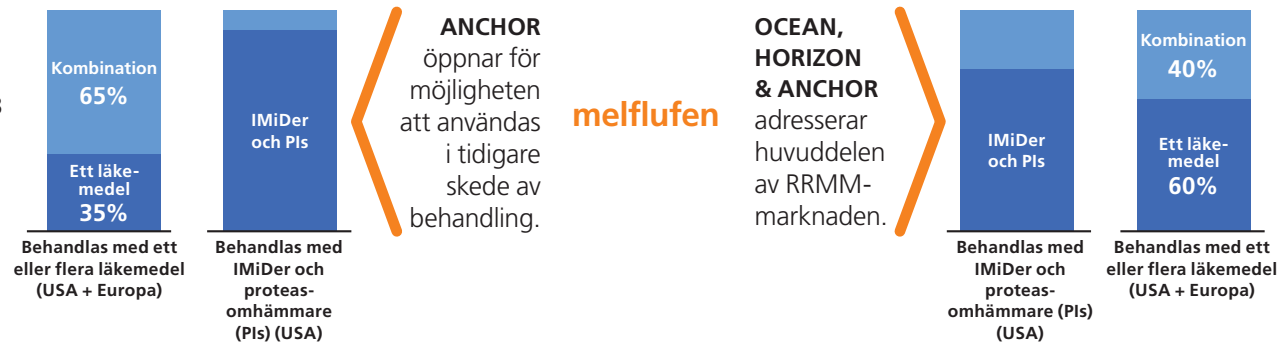 Kombination
65%
Ett läke-
medel
35%
Behandlas med ett
eller flera läkemedel
(USA + Europa)
IMiDer
och PIs
Behandlas med
IMiDer och
proteas-
omhämmare
(PIs) (USA)
ANCHOR
öppnar för
möjligheten
att användas
i tidigare
skede av
behandling.
melflufen
OCEAN,
HORIZON
& ANCHOR
adresserar
huvuddelen
av RRMM-
marknaden.
IMiDer
och PIs
Behandlas med
IMiDer och
proteas-
omhämmare (PIs)
(USA)
Kombination
40%
Ett läke-
medel
60%
Behandlas med ett
eller flera läkemedel
(USA + Europa)